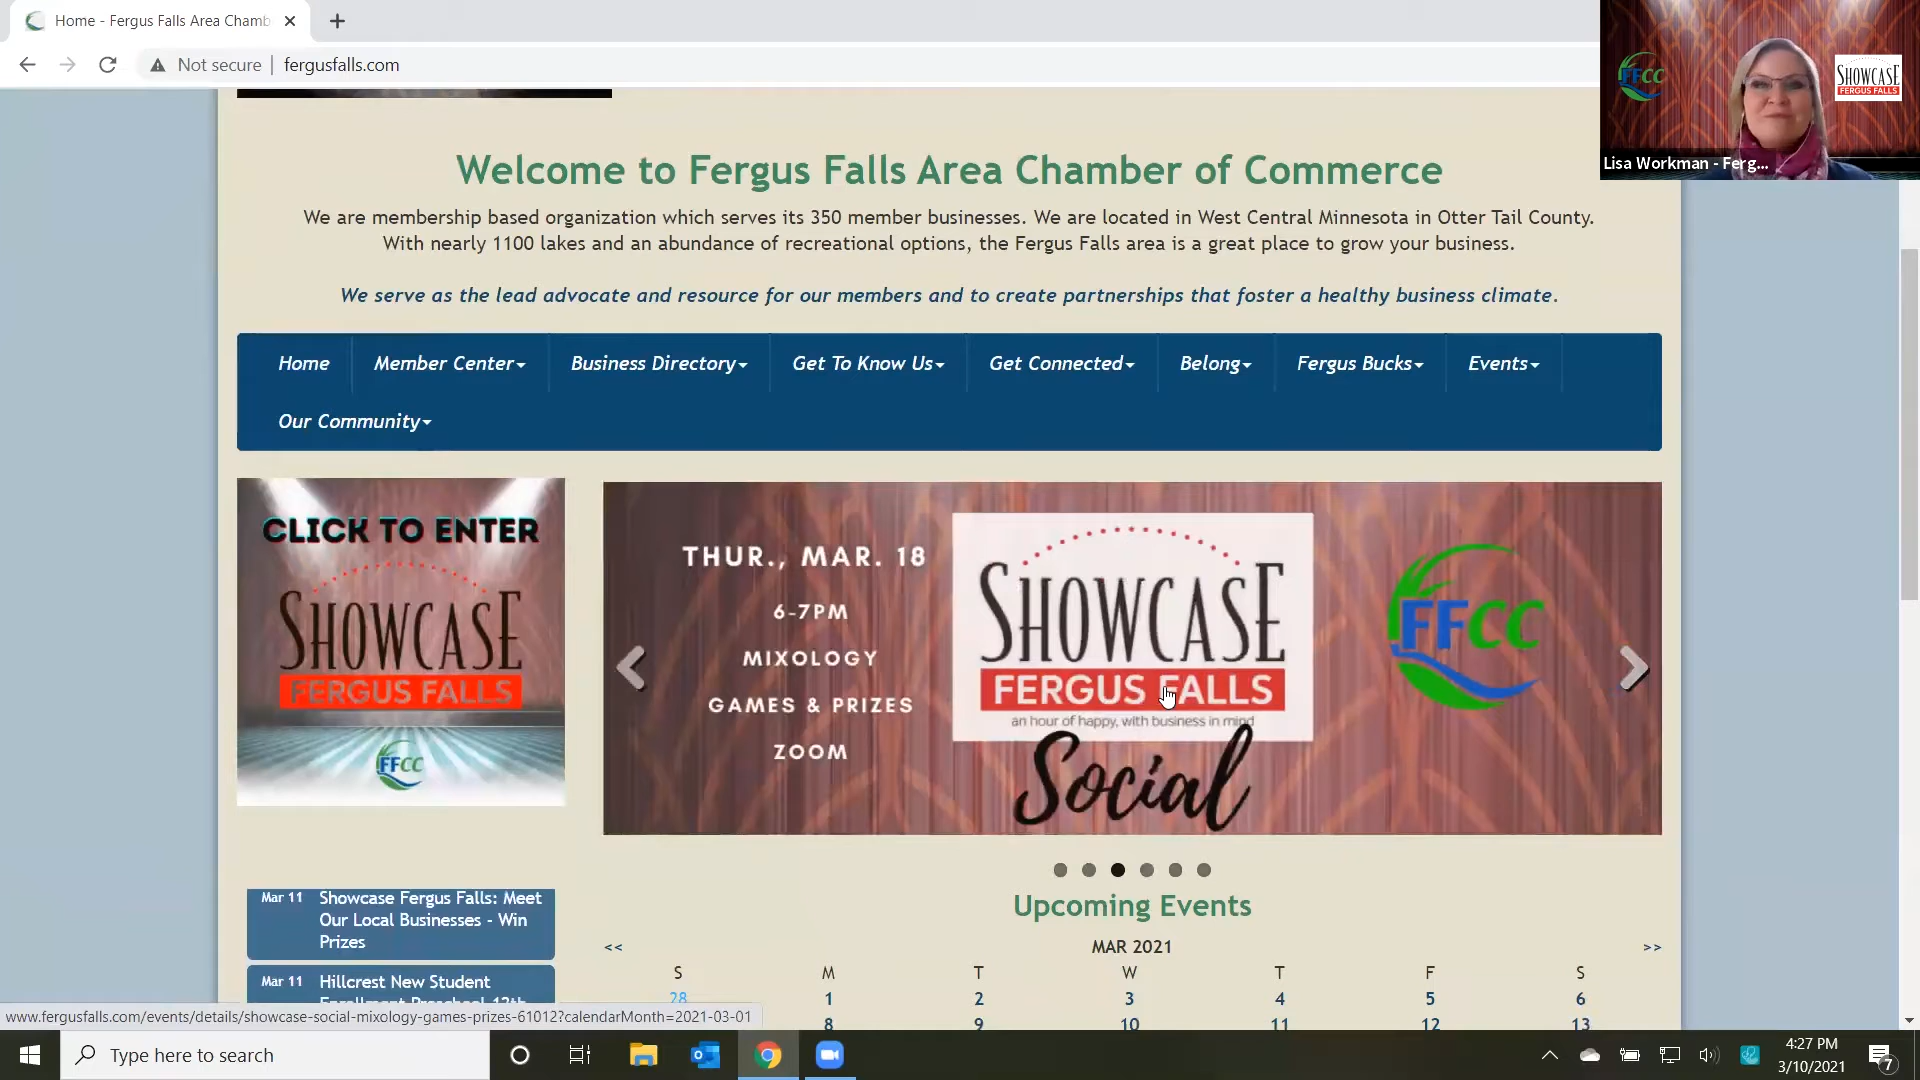 Home - Fergus Falls Area Chamb
Not secure
fergusfalls.com
FFCC
SHOWCASE
FERGUS FALLS
Lisa Workman - Ferg...
Welcome to Fergus Falls Area Chamber of Commerce
We are membership based organization which serves its 350 member businesses. We are located in West Central Minnesota in Otter Tail County.
With nearly 1100 lakes and an abundance of recreational options, the Fergus Falls area is a great place to grow your business.
We serve as the lead advocate and resource for our members and to create partnerships that foster a healthy business climate.
Home
Member Center
Business Directory
Get To Know Us
Get Connected
Belong
Fergus Bucks
Events
Our Community
CLICK TO ENTER
SHOWCASE
FERGUS FALLS
FFCC
THUR., MAR. 18
6-7PM
MIXOLOGY
GAMES & PRIZES
ZOOM
SHOWCASE
FERGUS FALLS
an hour of happy, with business in mind
Social
FFCC
Mar 11 Showcase Fergus Falls: Meet
Our Local Businesses - Win
Prizes
Mar 11 Hillcrest New Student
Enrollment Preschool-12th
Upcoming Events
<< MAR 2021 >>
S M T W T F S
28 1 2 3 4 5 6
8 9 10 11 12 13
www.fergusfalls.com/events/details/showcase-social-mixology-games-prizes-61012?calendarMonth=2021-03-01
Type here to search
4:27 PM
3/10/2021
7